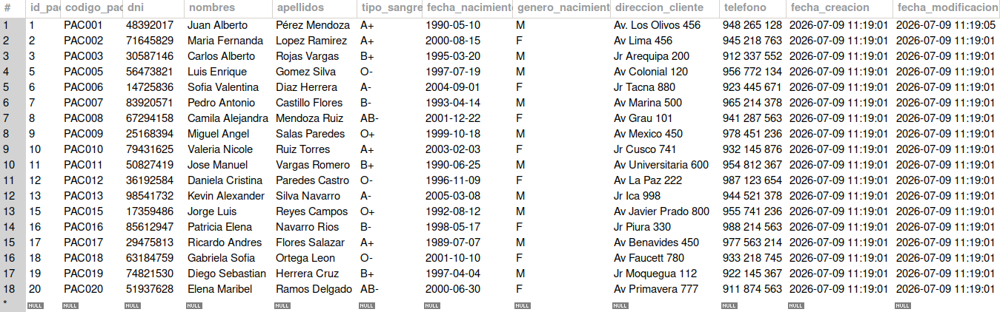 # id_pac codigo_pac dni nombres apellidos tipo_sangre fecha_nacimient genero_nacimient direccion_cliente telefono fecha_creacion fecha_modificacion
1 1 PAC001 48392017 Juan Alberto Pérez Mendoza A+ 1990-05-10 M Av. Los Olivos 456 948 265 128 2026-07-09 11:19:01 2026-07-09 11:19:05
2 2 PAC002 71645829 Maria Fernanda Lopez Ramirez A+ 2000-08-15 F Av Lima 456 945 218 763 2026-07-09 11:19:01 2026-07-09 11:19:01
3 3 PAC003 30587146 Carlos Alberto Rojas Vargas B+ 1995-03-20 M Jr Arequipa 200 912 337 552 2026-07-09 11:19:01 2026-07-09 11:19:01
4 5 PAC005 56473821 Luis Enrique Gomez Silva O- 1997-07-19 M Av Colonial 120 956 772 134 2026-07-09 11:19:01 2026-07-09 11:19:01
5 6 PAC006 14725836 Sofia Valentina Diaz Herrera A- 2004-09-01 F Jr Tacna 880 923 445 671 2026-07-09 11:19:01 2026-07-09 11:19:01
6 7 PAC007 83920571 Pedro Antonio Castillo Flores B- 1993-04-14 M Av Marina 500 965 214 378 2026-07-09 11:19:01 2026-07-09 11:19:01
7 8 PAC008 67294158 Camila Alejandra Mendoza Ruiz AB- 2001-12-22 F Av Grau 101 941 287 563 2026-07-09 11:19:01 2026-07-09 11:19:01
8 9 PAC009 25168394 Miguel Angel Salas Paredes O+ 1999-10-18 M Av Mexico 450 978 451 236 2026-07-09 11:19:01 2026-07-09 11:19:01
9 10 PAC010 79431625 Valeria Nicole Ruiz Torres A+ 2003-02-03 F Jr Cusco 741 932 145 876 2026-07-09 11:19:01 2026-07-09 11:19:01
10 11 PAC011 50827419 Jose Manuel Vargas Romero B+ 1990-06-25 M Av Universitaria 600 954 812 367 2026-07-09 11:19:01 2026-07-09 11:19:01
11 12 PAC012 36192584 Daniela Cristina Paredes Castro O- 1996-11-09 F Av La Paz 222 987 123 654 2026-07-09 11:19:01 2026-07-09 11:19:01
12 13 PAC013 98541732 Kevin Alexander Silva Navarro A- 2005-03-08 M Jr Ica 998 944 521 378 2026-07-09 11:19:01 2026-07-09 11:19:01
13 15 PAC015 17359486 Jorge Luis Reyes Campos O+ 1992-08-12 M Av Javier Prado 800 955 741 236 2026-07-09 11:19:01 2026-07-09 11:19:01
14 16 PAC016 85612947 Patricia Elena Navarro Rios B- 1998-05-17 F Jr Piura 330 988 214 563 2026-07-09 11:19:01 2026-07-09 11:19:01
15 17 PAC017 29475813 Ricardo Andres Flores Salazar A+ 1989-07-07 M Av Benavides 450 977 563 214 2026-07-09 11:19:01 2026-07-09 11:19:01
16 18 PAC018 63184759 Gabriela Sofia Ortega Leon O- 2001-10-10 F Av Faucett 780 933 218 745 2026-07-09 11:19:01 2026-07-09 11:19:01
17 19 PAC019 74821530 Diego Sebastian Herrera Cruz B+ 1997-04-04 M Jr Moquegua 112 922 145 367 2026-07-09 11:19:01 2026-07-09 11:19:01
18 20 PAC020 51937628 Elena Maribel Ramos Delgado AB- 2000-06-30 F Av Primavera 777 911 874 563 2026-07-09 11:19:01 2026-07-09 11:19:01
* NULL NULL NULL NULL NULL NULL NULL NULL NULL NULL NULL NULL